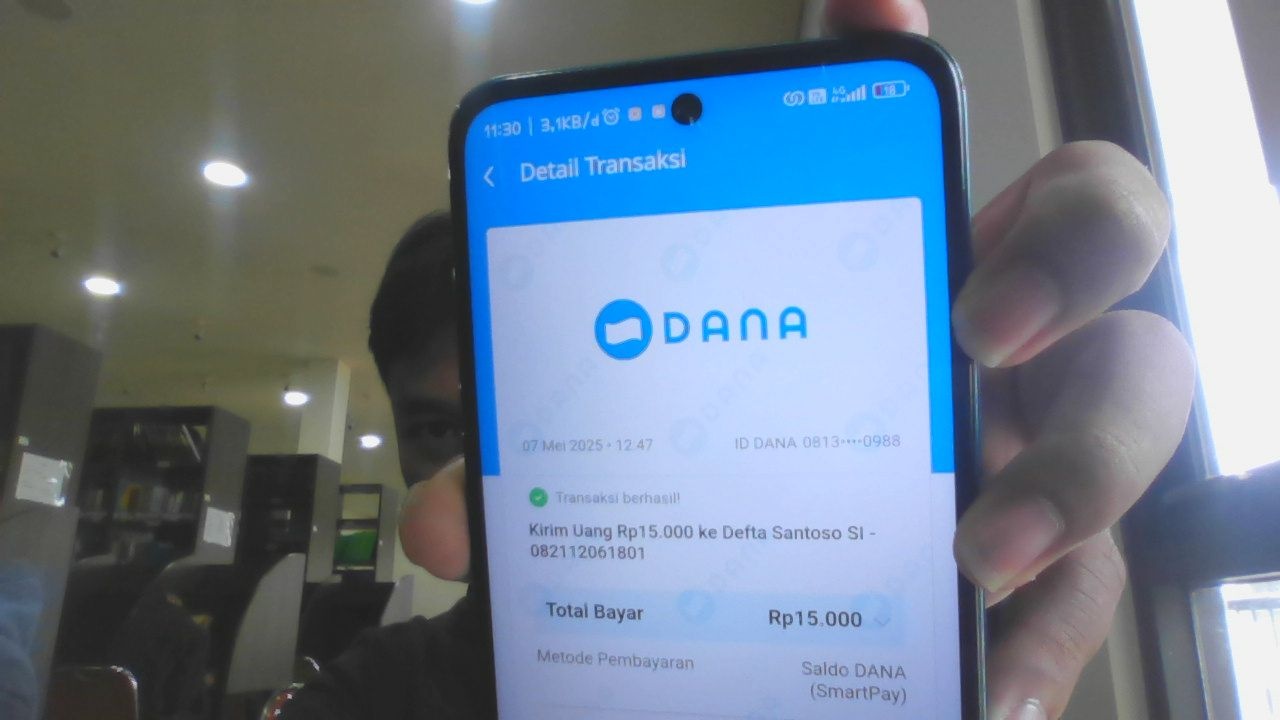 11:30 | 3,1KB/d
18
Detail Transaksi
DANA
07 Mei 2025 • 12.47
ID DANA 0813••••0988
Transaksi berhasil!
Kirim Uang Rp15.000 ke Defta Santoso SI -
082112061801
Total Bayar
Rp15.000
Metode Pembayaran
Saldo DANA
(SmartPay)